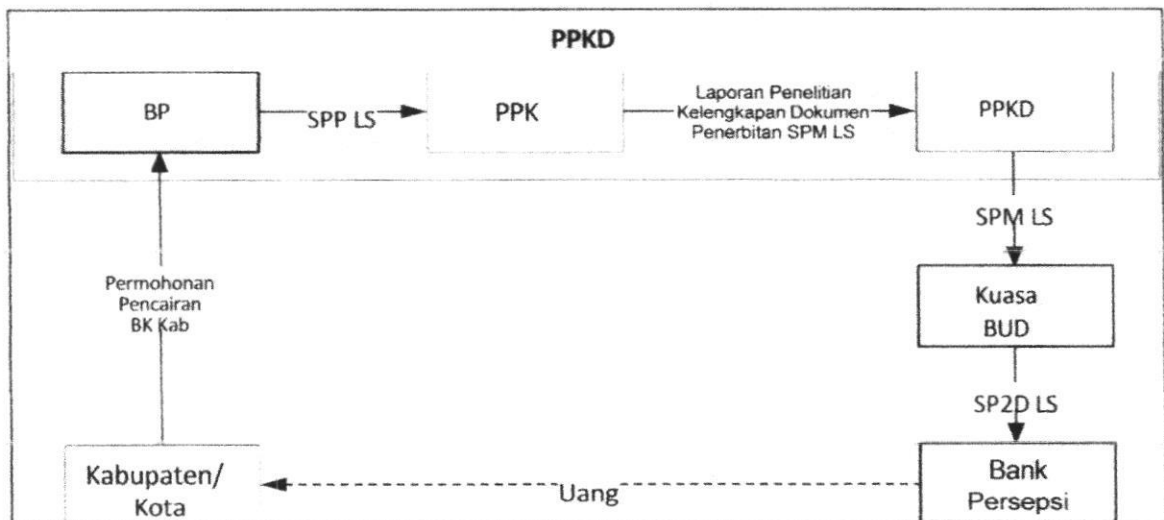 PPKD
BP
SPP LS
PPK
Laporan Penelitian
Kelengkapan Dokumen
Penerbitan SPM LS
PPKD
SPM LS
Permohonan
Pencairan
BK Kab
Kuasa
BUD
SP2D LS
Kabupaten/
Kota
Uang
Bank
Persepsi